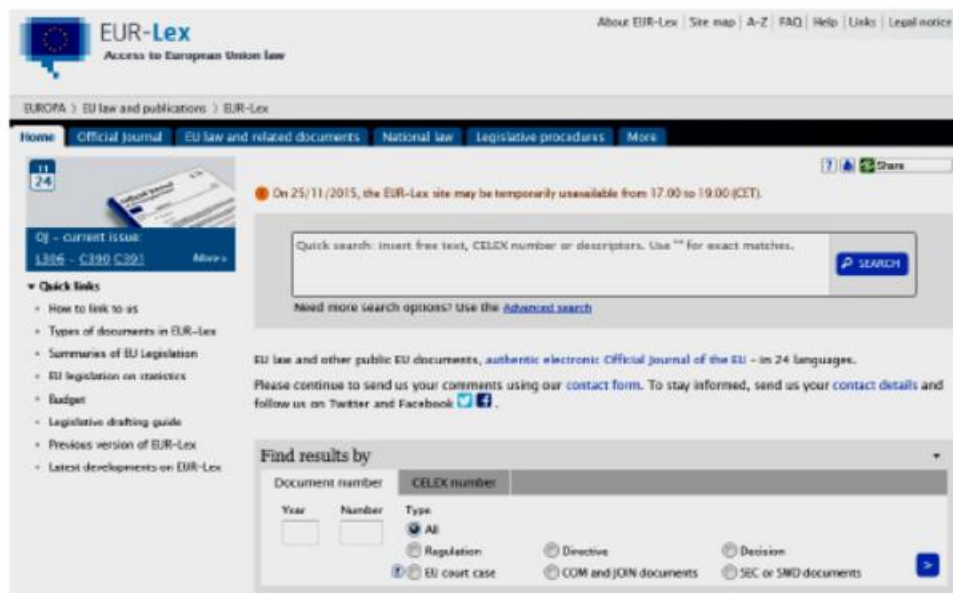 About EUR-Lex | Site map | A-Z | FAQ | Help | Links | Legal notice
EUR-Lex
Access to European Union law
EUROPA > EU law and publications > EUR-Lex
Home Official Journal EU law and related documents National law Legislative procedures More
11
24
? Share
On 25/11/2015, the EUR-Lex site may be temporarily unavailable from 17.00 to 19.00 (CET).
OJ - current issue:
L306 - C390 C391 More »
Quick search: Insert free text, CELEX number or descriptors. Use "" for exact matches.
SEARCH
Need more search options? Use the Advanced search
Quick links
How to link to us
Types of documents in EUR-Lex
Summaries of EU Legislation
EU legislation on statistics
Budget
Legislative drafting guide
Previous version of EUR-Lex
Latest developments on EUR-Lex
EU law and other public EU documents, authentic electronic Official Journal of the EU - in 24 languages.
Please continue to send us your comments using our contact form. To stay informed, send us your contact details and
follow us on Twitter and Facebook .
Find results by
Document number CELEX number
Year Number Type
All
Regulation Directive Decision
? EU court case COM and JOIN documents SEC or SWD documents
>